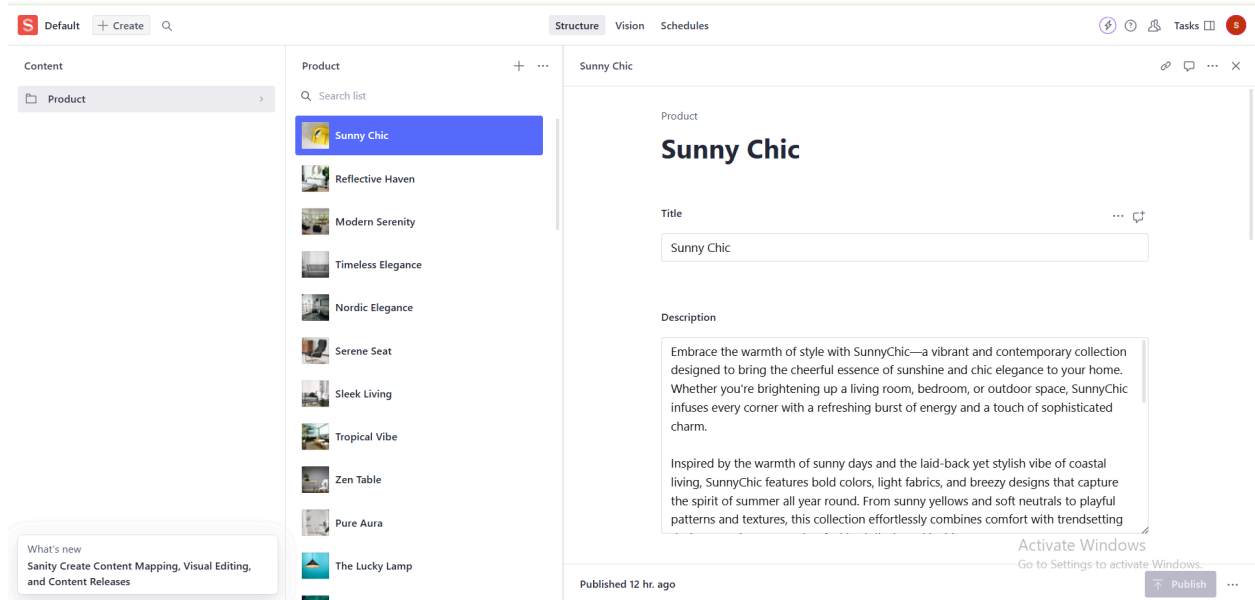 S Default + Create Structure Vision Schedules Tasks S
Content
Product
What's new
Sanity Create Content Mapping, Visual Editing,
and Content Releases
Product
Search list
Sunny Chic
Reflective Haven
Modern Serenity
Timeless Elegance
Nordic Elegance
Serene Seat
Sleek Living
Tropical Vibe
Zen Table
Pure Aura
The Lucky Lamp
Sunny Chic
Product
Sunny Chic
Title
Sunny Chic
Description
Embrace the warmth of style with SunnyChic—a vibrant and contemporary collection
designed to bring the cheerful essence of sunshine and chic elegance to your home.
Whether you're brightening up a living room, bedroom, or outdoor space, SunnyChic
infuses every corner with a refreshing burst of energy and a touch of sophisticated
charm.
Inspired by the warmth of sunny days and the laid-back yet stylish vibe of coastal
living, SunnyChic features bold colors, light fabrics, and breezy designs that capture
the spirit of summer all year round. From sunny yellows and soft neutrals to playful
patterns and textures, this collection effortlessly combines comfort with trendsetting
Activate Windows
Go to Settings to activate Windows.
Published 12 hr. ago
Publish